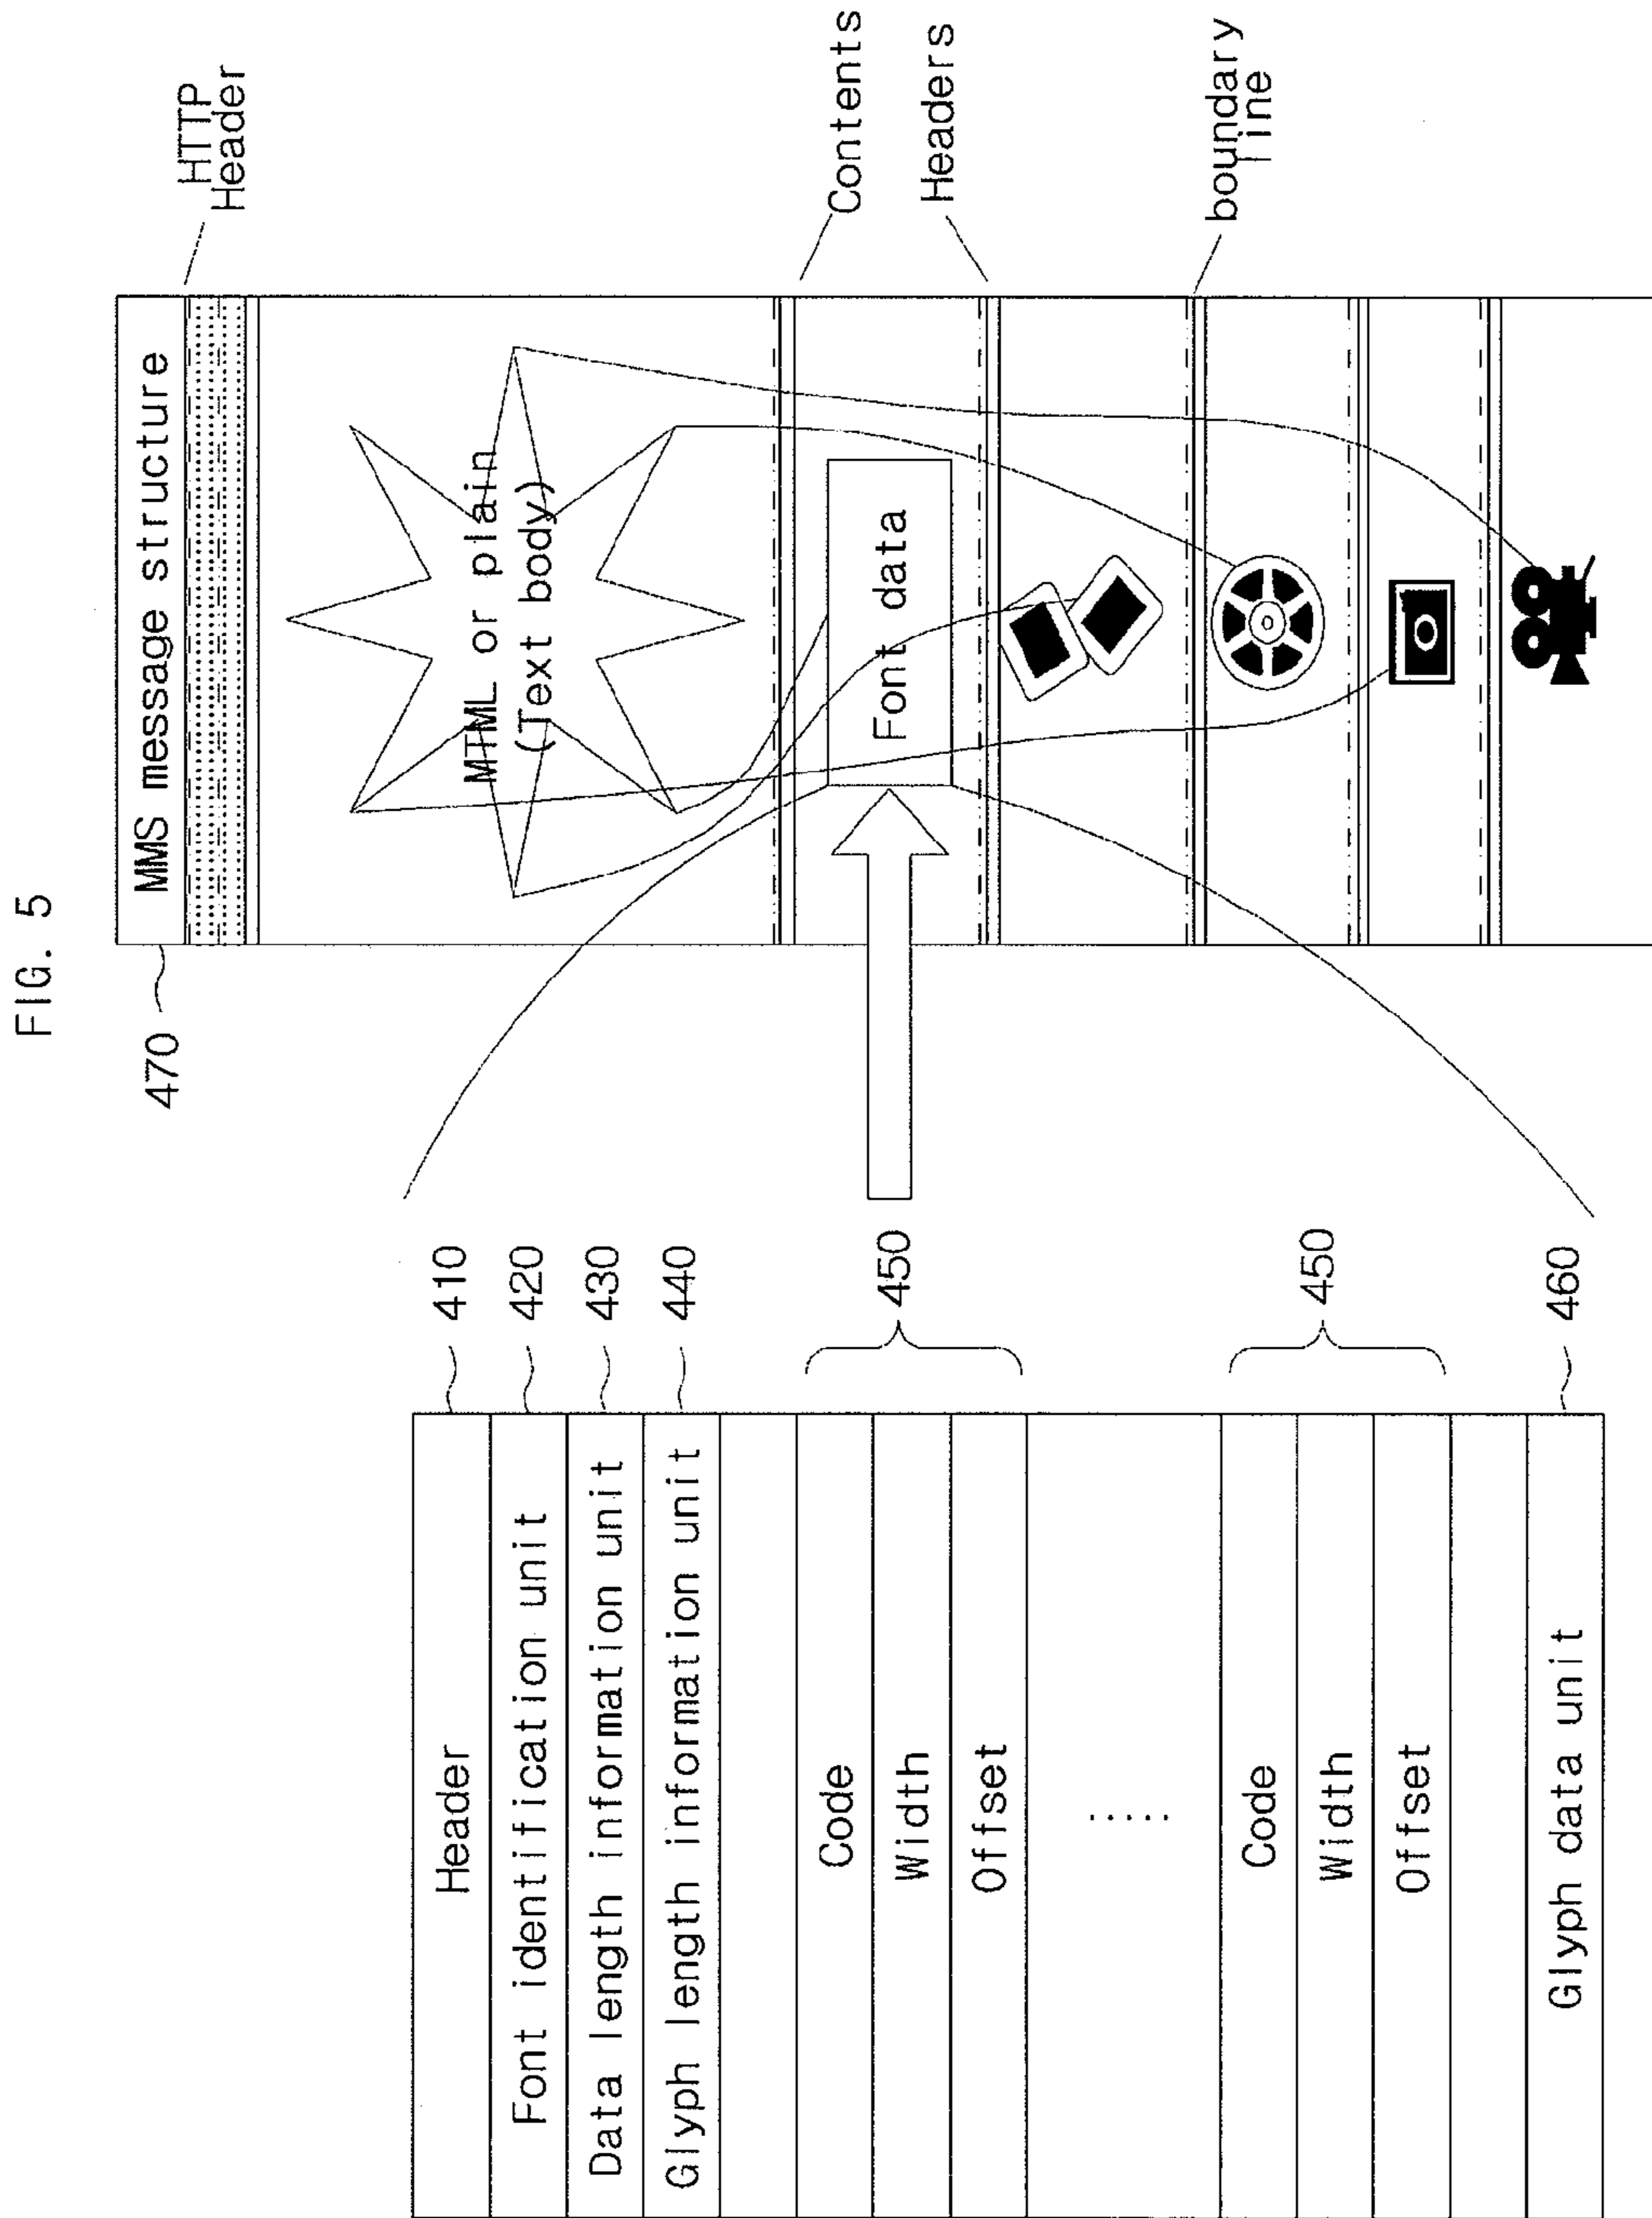 FIG. 5
Header
410
Font identification unit
420
Data length information unit
430
Glyph length information unit
440
Code
Width
Offset
450
.....
Code
Width
Offset
450
Glyph data unit
460
470
MMS message structure
HTTP
Header
MTML or plain
(Text body)
Contents
Font data
Headers
boundary
line